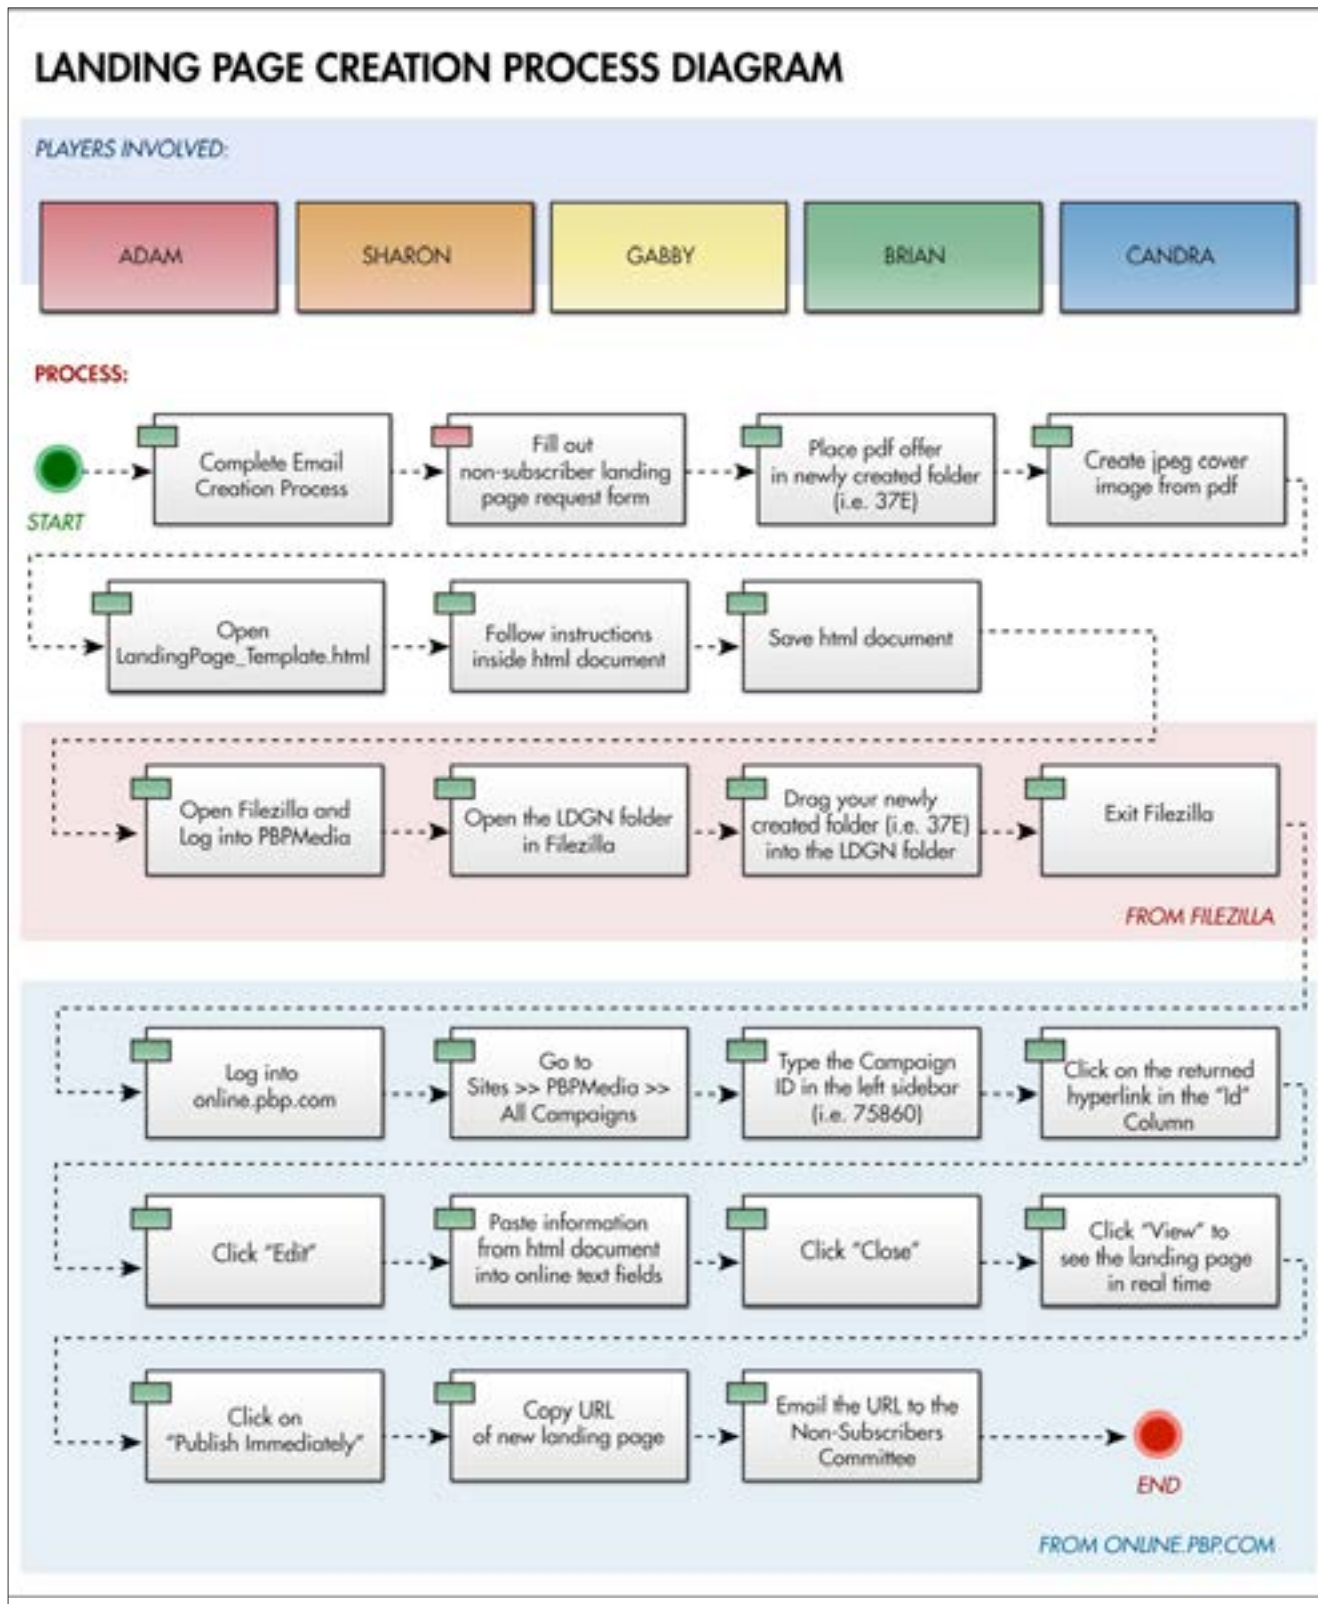 LANDING PAGE CREATION PROCESS DIAGRAM
PLAYERS INVOLVED:
ADAM
SHARON
GABBY
BRIAN
CANDRA
PROCESS:
START
Complete Email
Creation Process
Fill out
non-subscriber landing
page request form
Place pdf offer
in newly created folder
(i.e. 37E)
Create jpeg cover
image from pdf
Open
LandingPage_Template.html
Follow instructions
inside html document
Save html document
Open Filezilla and
Log into PBPMedia
Open the LDGN folder
in Filezilla
Drag your newly
created folder (i.e. 37E)
into the LDGN folder
Exit Filezilla
FROM FILEZILLA
Log into
online.pbp.com
Go to
Sites >> PBPMedia >>
All Campaigns
Type the Campaign
ID in the left sidebar
(i.e. 75860)
Click on the returned
hyperlink in the "Id"
Column
Click "Edit"
Paste information
from html document
into online text fields
Click "Close"
Click "View" to
see the landing page
in real time
Click on
"Publish Immediately"
Copy URL
of new landing page
Email the URL to the
Non-Subscribers
Committee
END
FROM ONLINE.PBP.COM